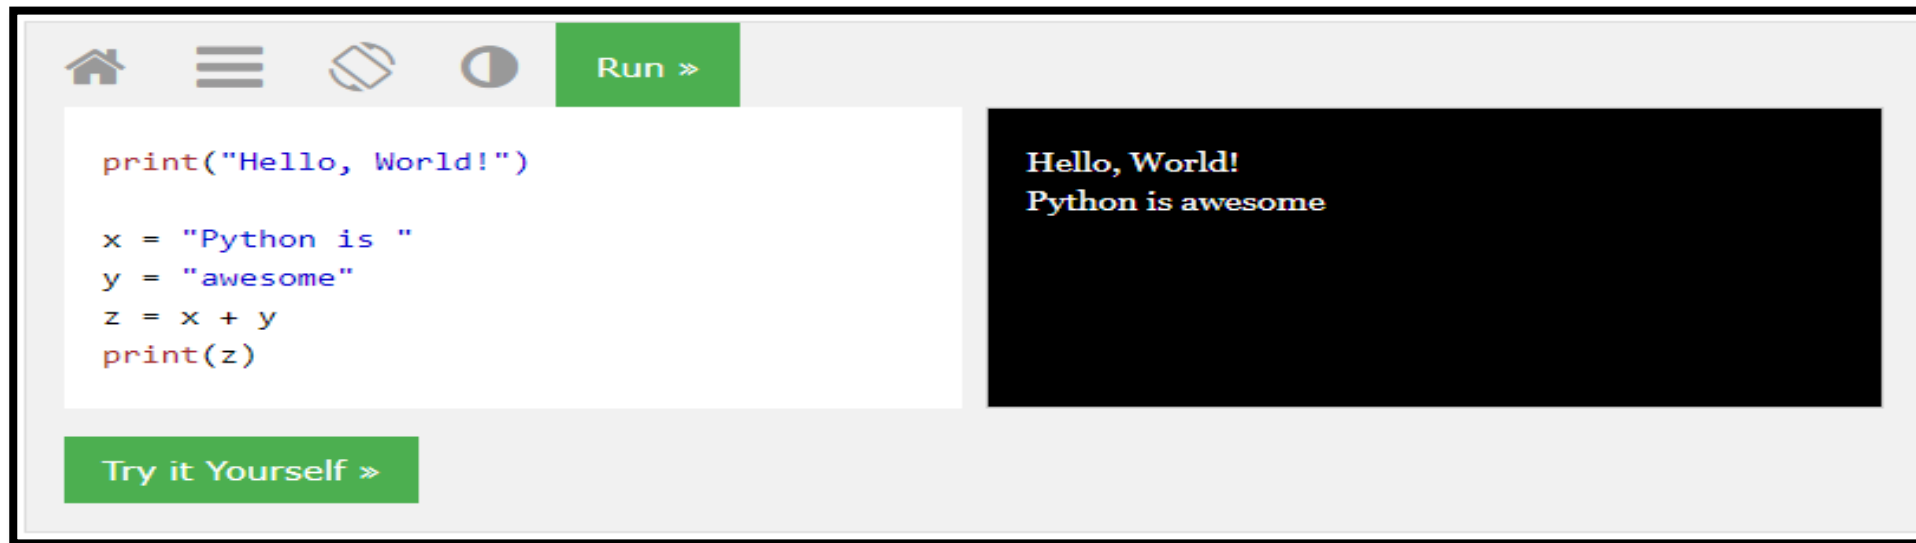 Run »
print("Hello, World!")
x = "Python is "
y = "awesome"
z = x + y
print(z)
Hello, World!
Python is awesome
Try it Yourself »